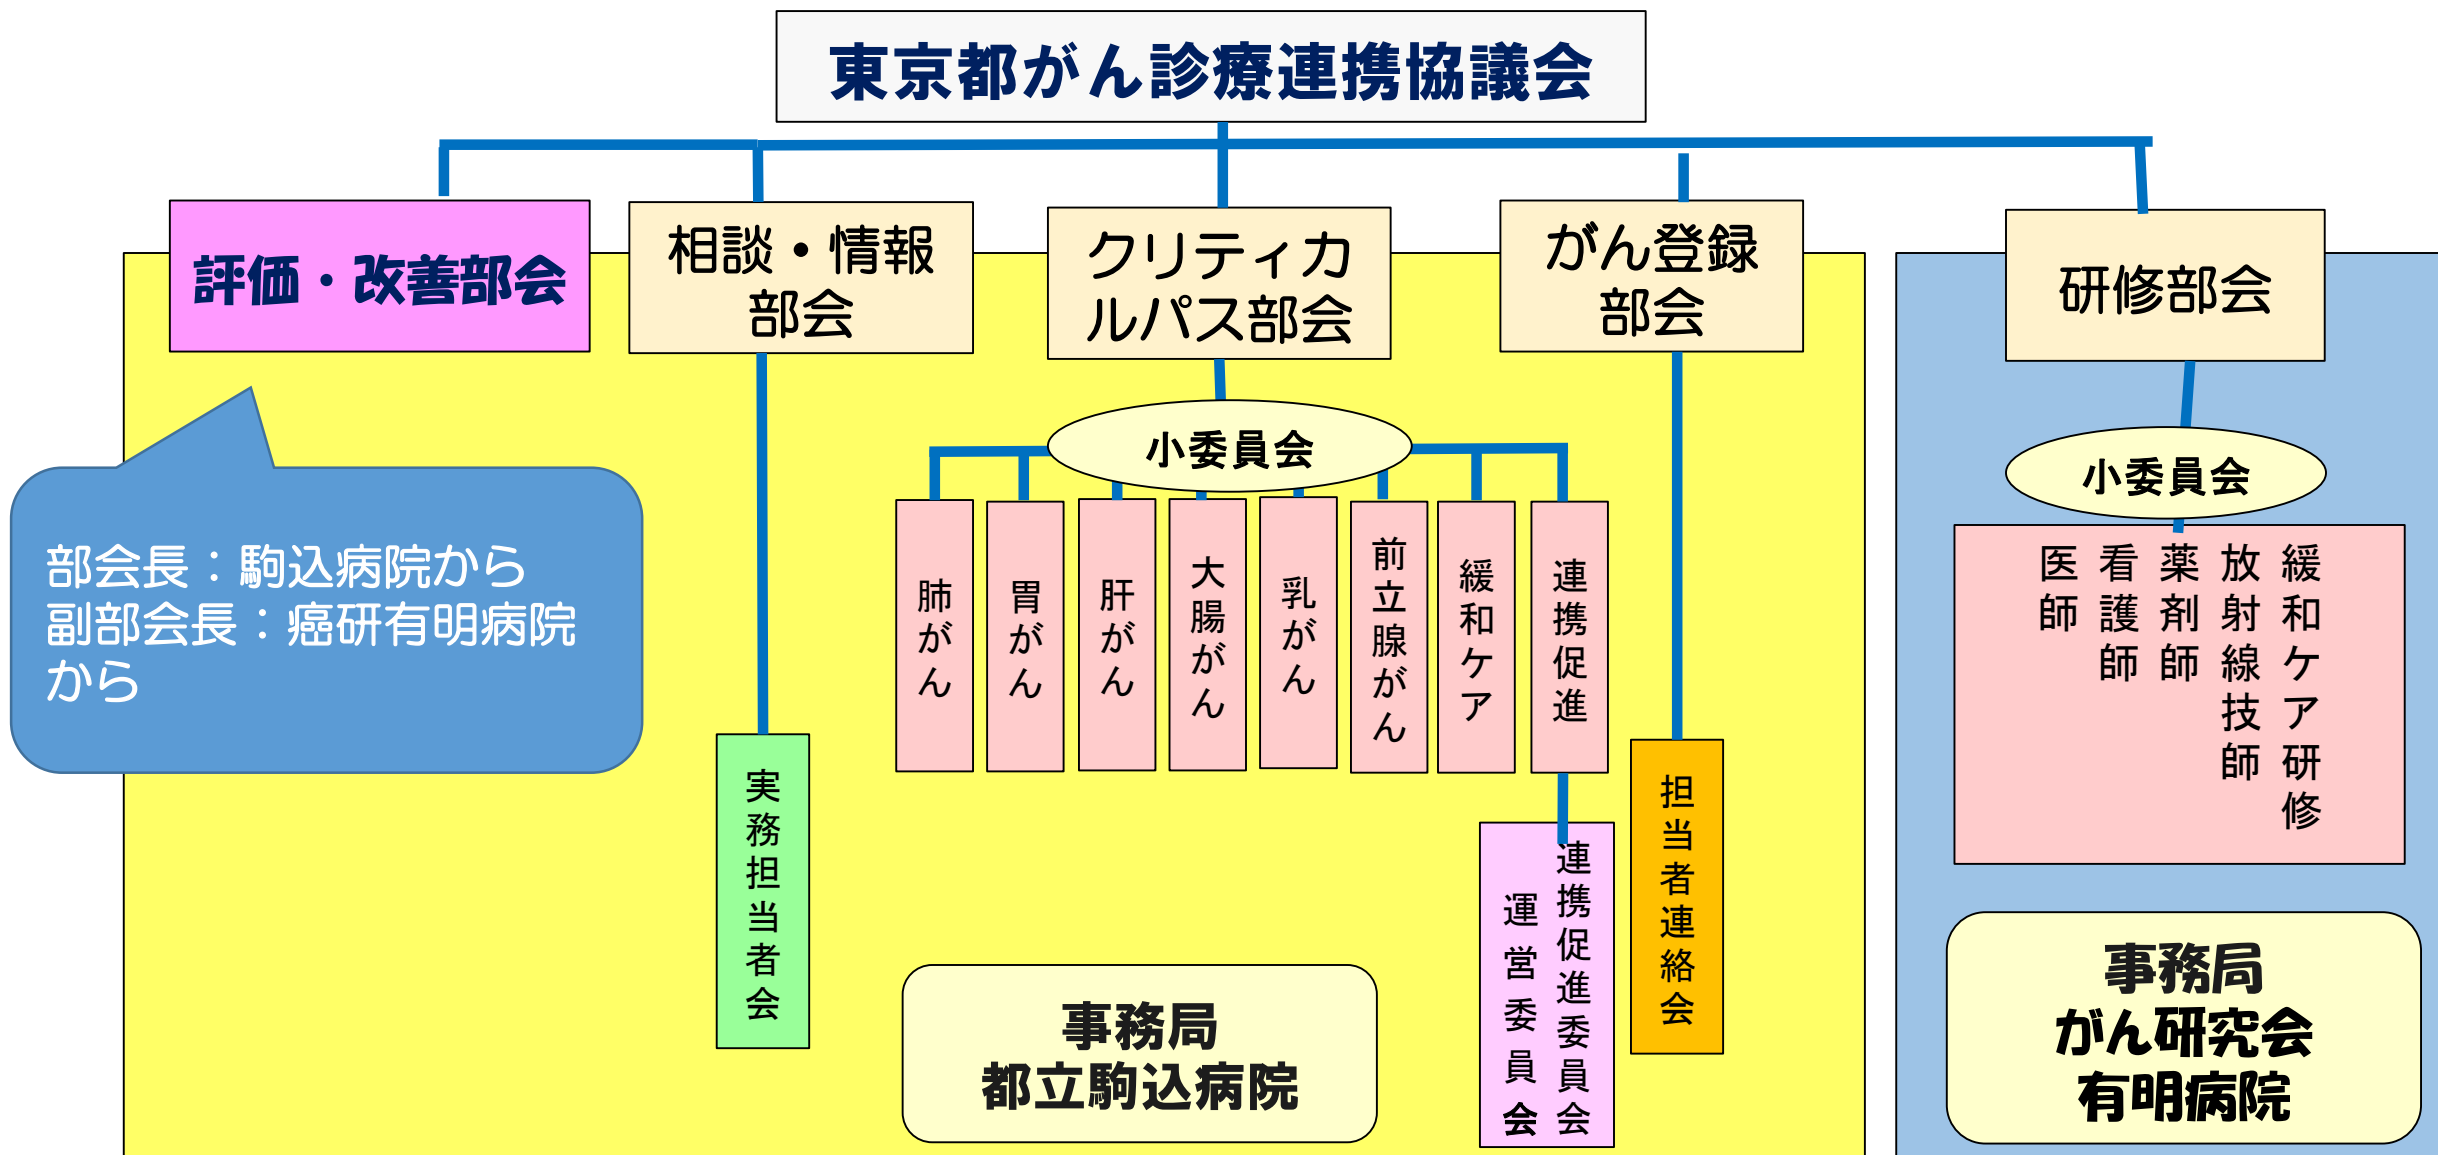 東京都がん診療連携協議会
評価・改善部会
相談・情報
部会
クリティカ
ルパス部会
がん登録
部会
研修部会
部会長：駒込病院から
副部会長：癌研有明病院
から
小委員会
肺がん
胃がん
肝がん
大腸がん
乳がん
前立腺がん
緩和ケア
連携促進
実務担当者会
連携促進委員会
運営委員会
担当者連絡会
事務局
都立駒込病院
小委員会
緩和ケア研修
放射線技師
薬剤師
看護師
医師
事務局
がん研究会
有明病院